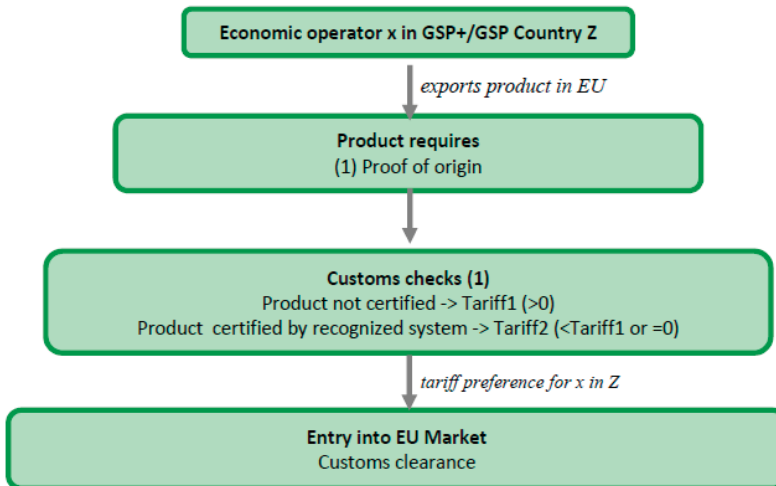 Economic operator x in GSP+/GSP Country Z
exports product in EU
Product requires
(1) Proof of origin
Customs checks (1)
Product not certified -> Tariff1 (>0)
Product certified by recognized system -> Tariff2 (<Tariff1 or =0)
tariff preference for x in Z
Entry into EU Market
Customs clearance